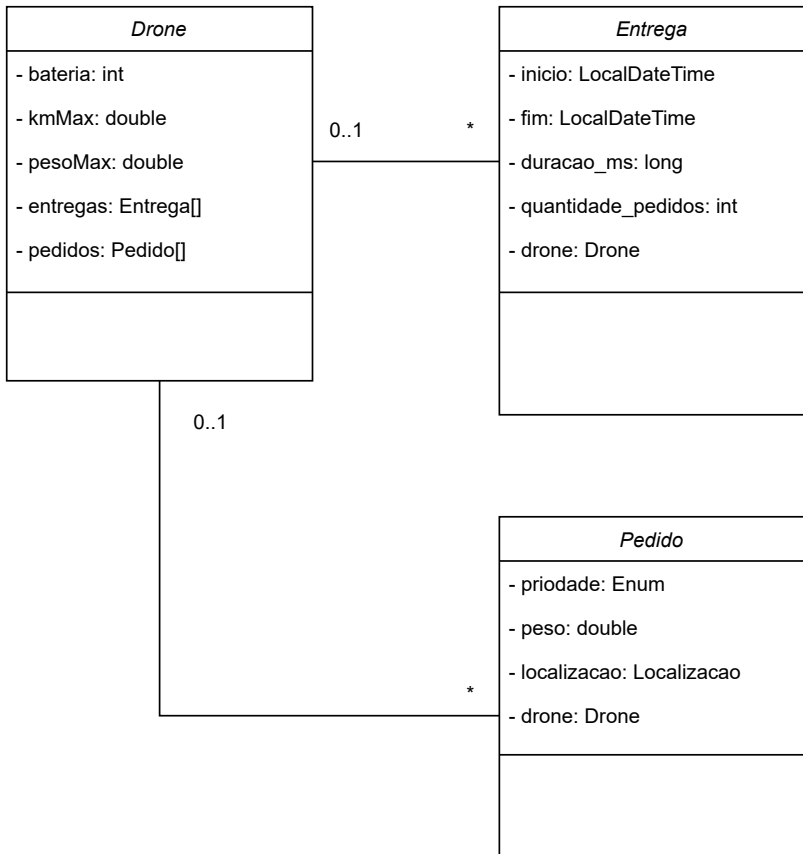 Drone
- bateria: int
- kmMax: double
- pesoMax: double
- entregas: Entrega[]
- pedidos: Pedido[]
0..1
*
Entrega
- inicio: LocalDateTime
- fim: LocalDateTime
- duracao_ms: long
- quantidade_pedidos: int
- drone: Drone
0..1
*
Pedido
- priodade: Enum
- peso: double
- localizacao: Localizacao
- drone: Drone